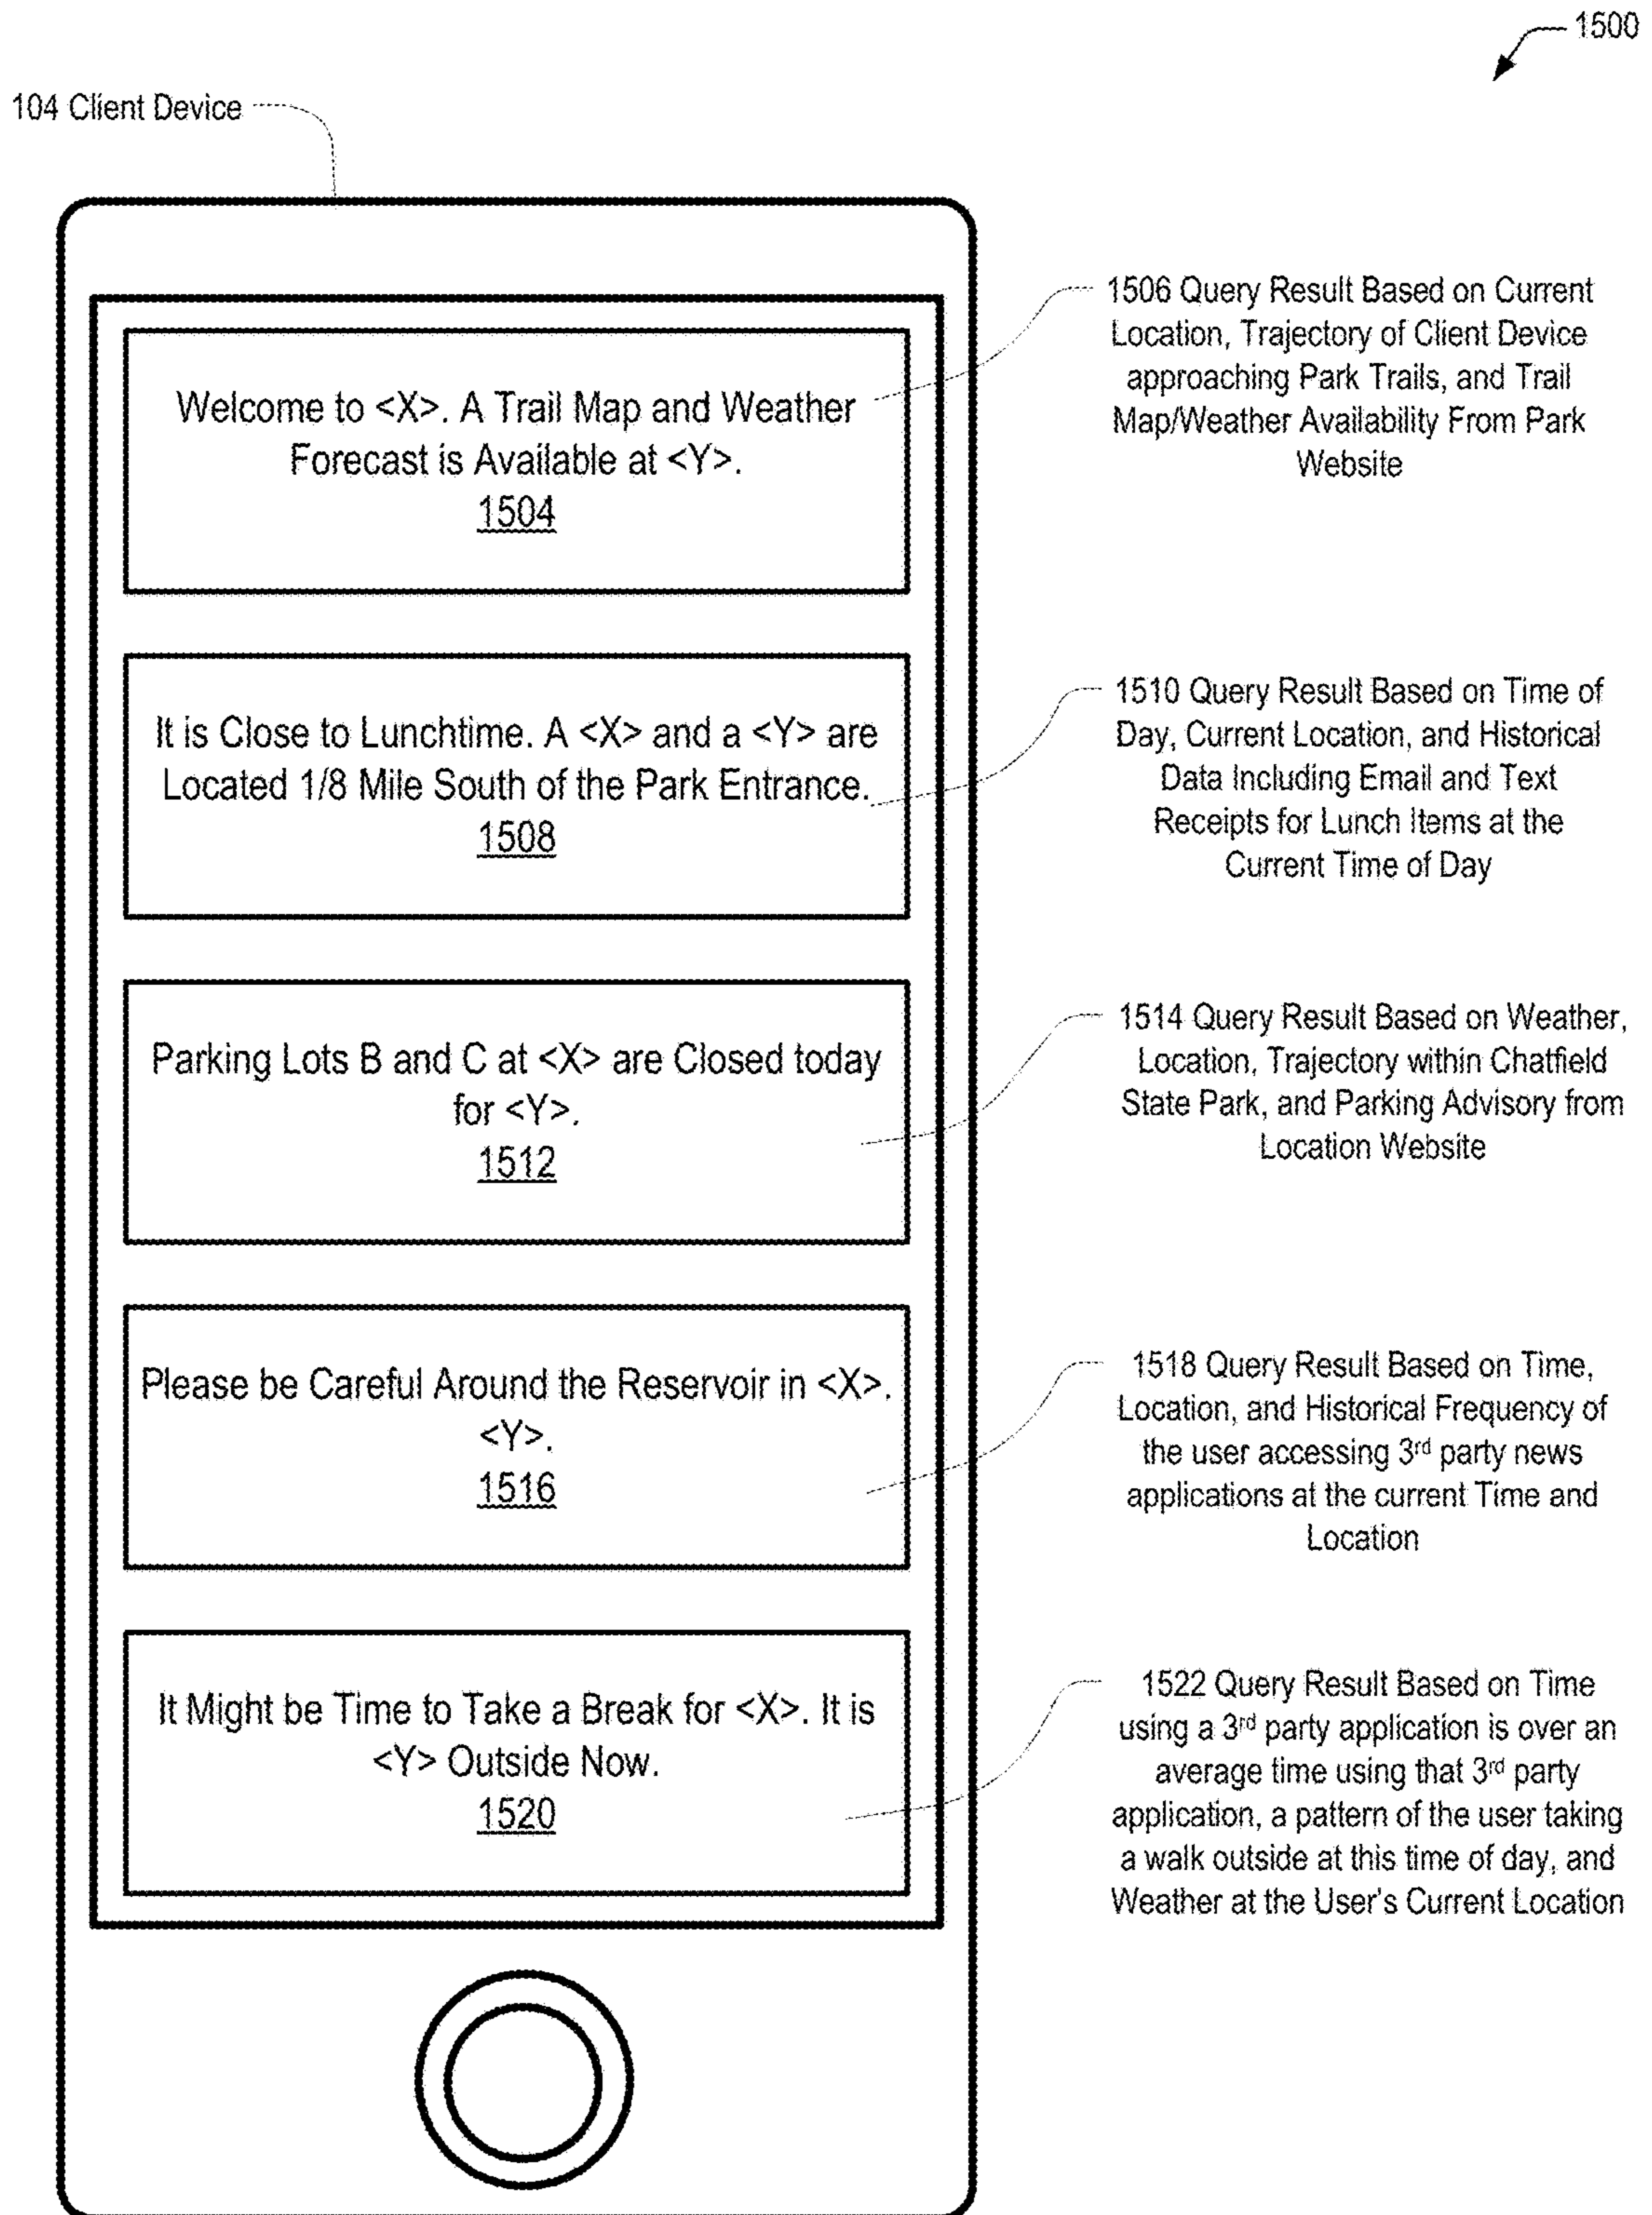 1500
104 Client Device
Welcome to <X>. A Trail Map and Weather
Forecast is Available at <Y>.
1504
1506 Query Result Based on Current
Location, Trajectory of Client Device
approaching Park Trails, and Trail
Map/Weather Availability From Park
Website
It is Close to Lunchtime. A <X> and a <Y> are
Located 1/8 Mile South of the Park Entrance.
1508
1510 Query Result Based on Time of
Day, Current Location, and Historical
Data Including Email and Text
Receipts for Lunch Items at the
Current Time of Day
Parking Lots B and C at <X> are Closed today
for <Y>.
1512
1514 Query Result Based on Weather,
Location, Trajectory within Chatfield
State Park, and Parking Advisory from
Location Website
Please be Careful Around the Reservoir in <X>.
<Y>.
1516
1518 Query Result Based on Time,
Location, and Historical Frequency of
the user accessing 3rd party news
applications at the current Time and
Location
It Might be Time to Take a Break for <X>. It is
<Y> Outside Now.
1520
1522 Query Result Based on Time
using a 3rd party application is over an
average time using that 3rd party
application, a pattern of the user taking
a walk outside at this time of day, and
Weather at the User's Current Location